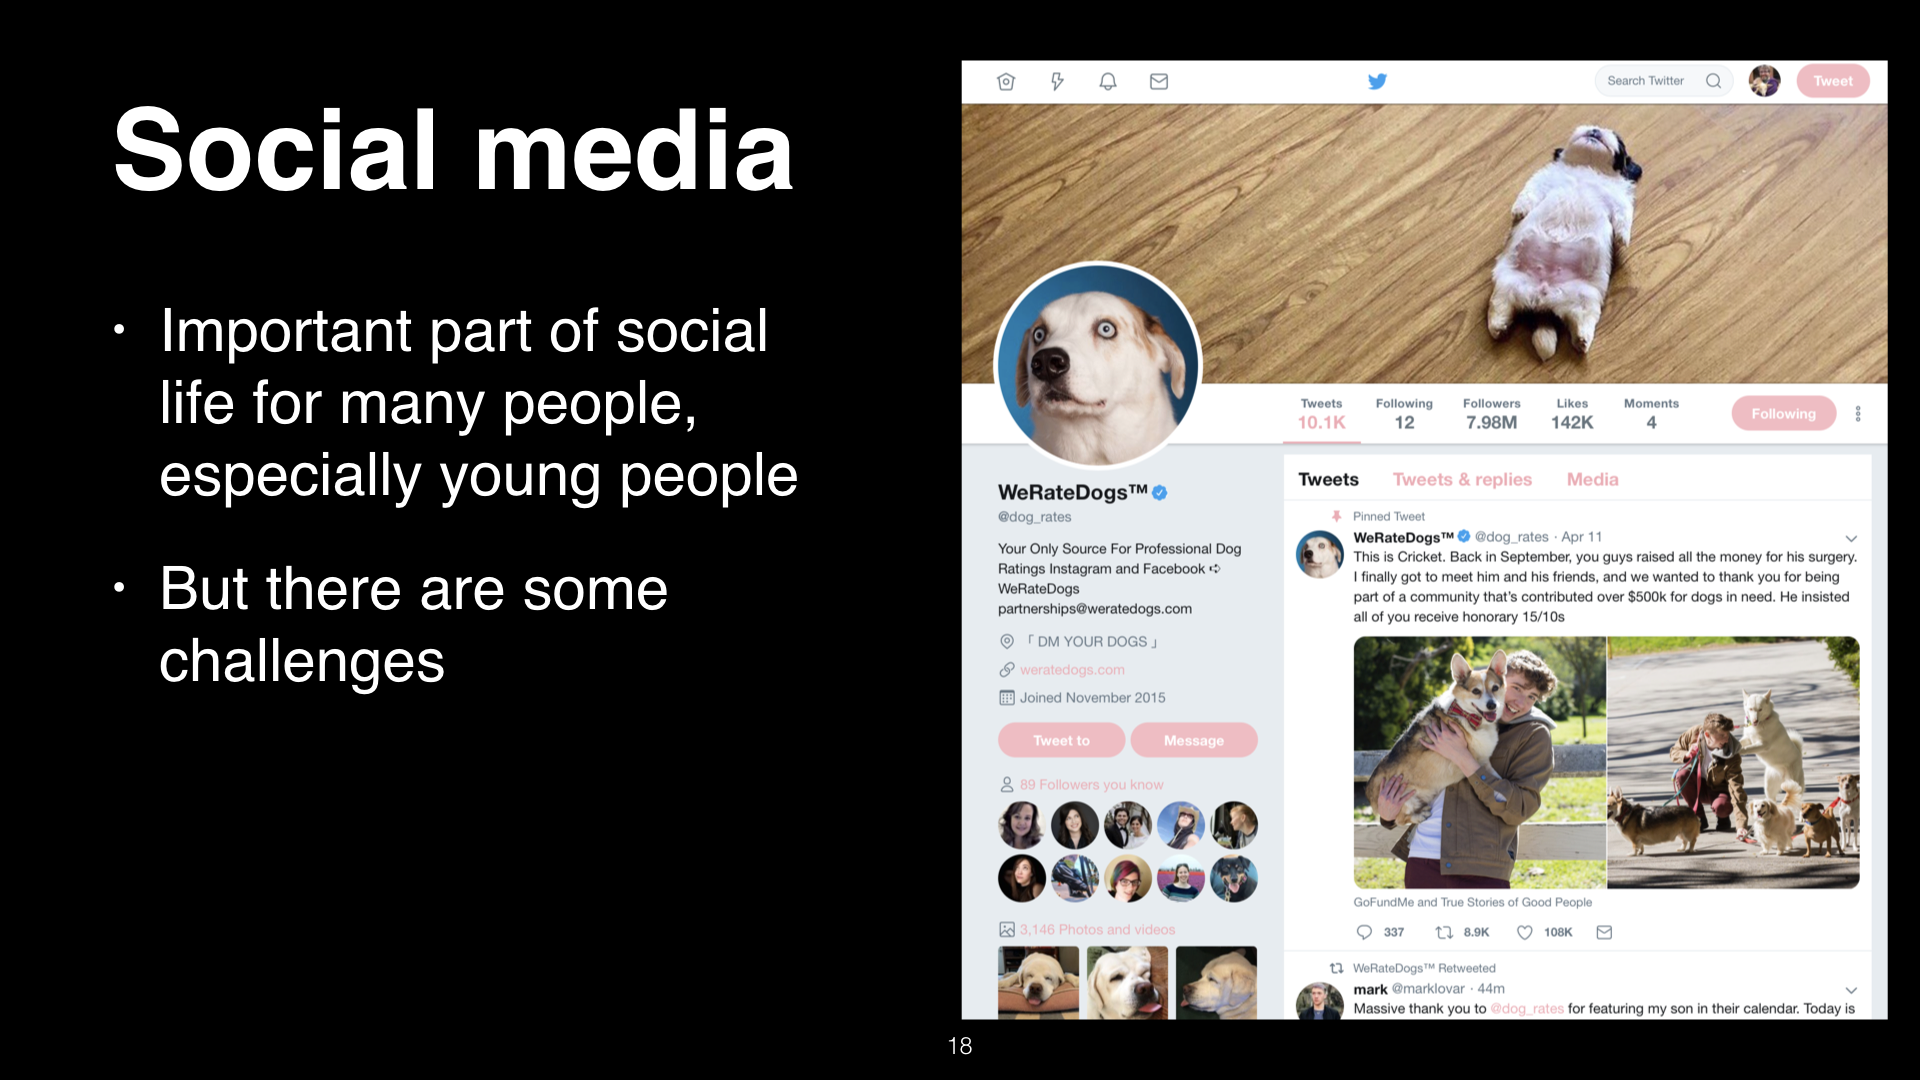 Social media
• Important part of social
life for many people,
especially young people
• But there are some
challenges
Search Twitter
Tweet
Tweets
10.1K
Following
12
Followers
7.98M
Likes
142K
Moments
4
Following
WeRateDogs™
@dog_rates
Your Only Source For Professional Dog
Ratings Instagram and Facebook ➪
WeRateDogs
partnerships@weratedogs.com
「 DM YOUR DOGS 」
weratedogs.com
Joined November 2015
Tweet to
Message
89 Followers you know
3,146 Photos and videos
Tweets Tweets & replies Media
Pinned Tweet
WeRateDogs™ @dog_rates · Apr 11
This is Cricket. Back in September, you guys raised all the money for his surgery.
I finally got to meet him and his friends, and we wanted to thank you for being
part of a community that's contributed over $500k for dogs in need. He insisted
all of you receive honorary 15/10s
GoFundMe and True Stories of Good People
337 8.9K 108K
WeRateDogs™ Retweeted
mark @marklovar · 44m
Massive thank you to @dog_rates for featuring my son in their calendar. Today is
18